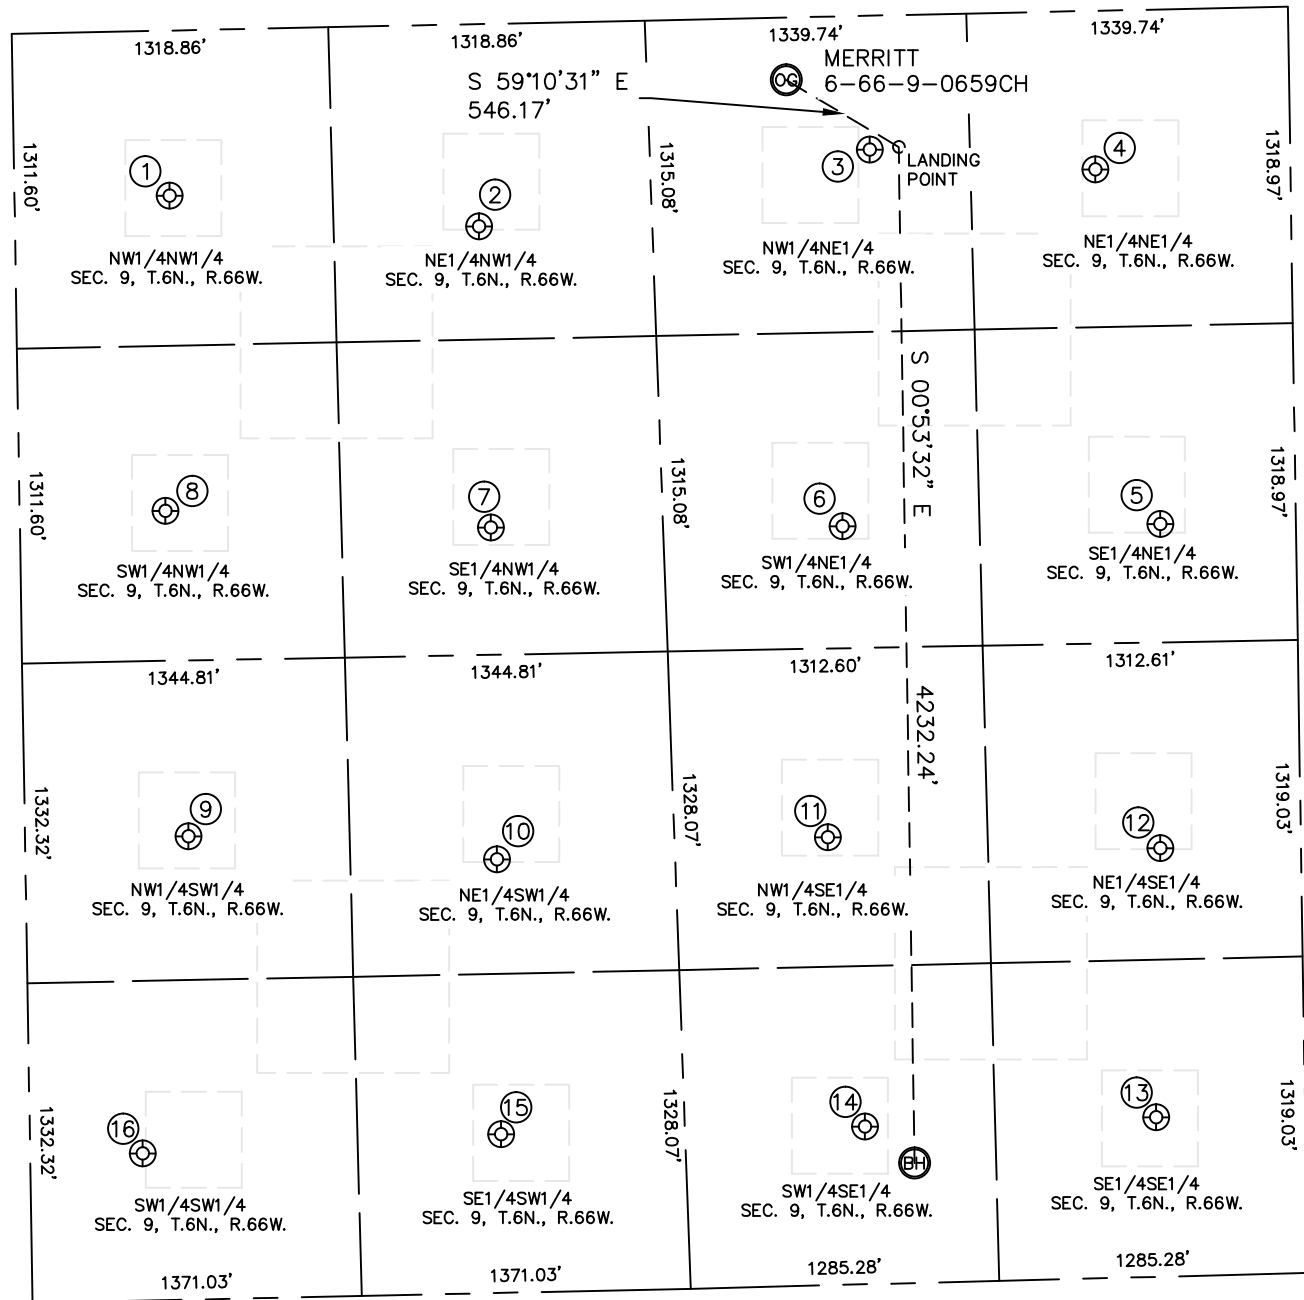 1318.86'
1318.86'
1339.74'
1339.74'
MERRITT
6-66-9-0659CH
OG
S 59°10'31" E
546.17'
LANDING
POINT
1311.60'
1315.08'
1318.97'
1
2
3
4
NW1/4NW1/4
SEC. 9, T.6N., R.66W.
NE1/4NW1/4
SEC. 9, T.6N., R.66W.
NW1/4NE1/4
SEC. 9, T.6N., R.66W.
NE1/4NE1/4
SEC. 9, T.6N., R.66W.
S 00°53'32" E
1311.60'
1315.08'
1318.97'
8
7
6
5
SW1/4NW1/4
SEC. 9, T.6N., R.66W.
SE1/4NW1/4
SEC. 9, T.6N., R.66W.
SW1/4NE1/4
SEC. 9, T.6N., R.66W.
SE1/4NE1/4
SEC. 9, T.6N., R.66W.
1344.81'
1344.81'
1312.60'
1312.61'
4232.24'
1332.32'
1328.07'
1319.03'
9
10
11
12
NW1/4SW1/4
SEC. 9, T.6N., R.66W.
NE1/4SW1/4
SEC. 9, T.6N., R.66W.
NW1/4SE1/4
SEC. 9, T.6N., R.66W.
NE1/4SE1/4
SEC. 9, T.6N., R.66W.
1332.32'
1328.07'
1319.03'
16
15
14
13
BH
SW1/4SW1/4
SEC. 9, T.6N., R.66W.
SE1/4SW1/4
SEC. 9, T.6N., R.66W.
SW1/4SE1/4
SEC. 9, T.6N., R.66W.
SE1/4SE1/4
SEC. 9, T.6N., R.66W.
1371.03'
1371.03'
1285.28'
1285.28'